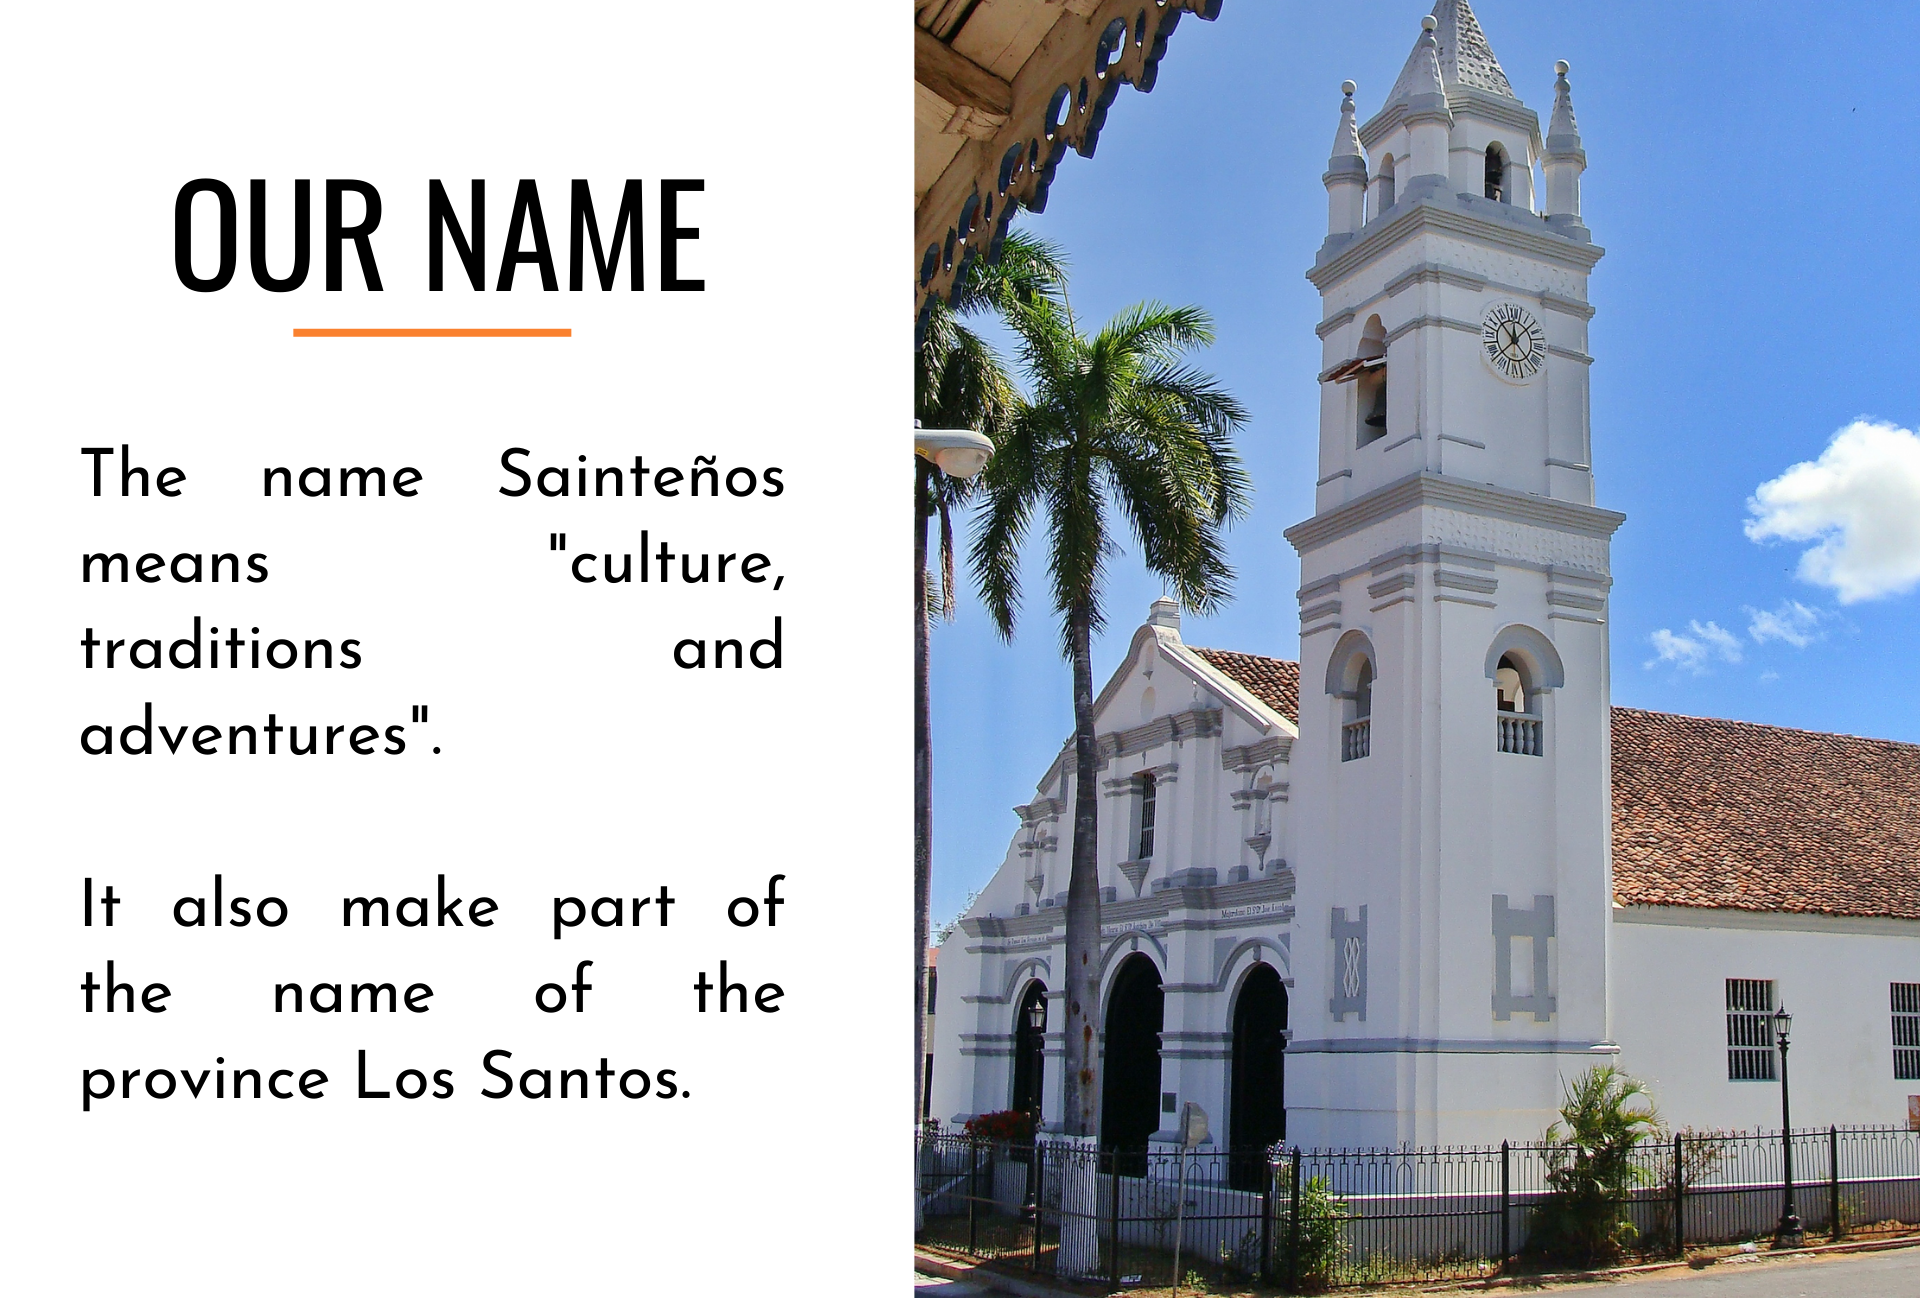 OUR NAME
The name Sainteños
means "culture,
traditions and
adventures".
It also make part of
the name of the
province Los Santos.